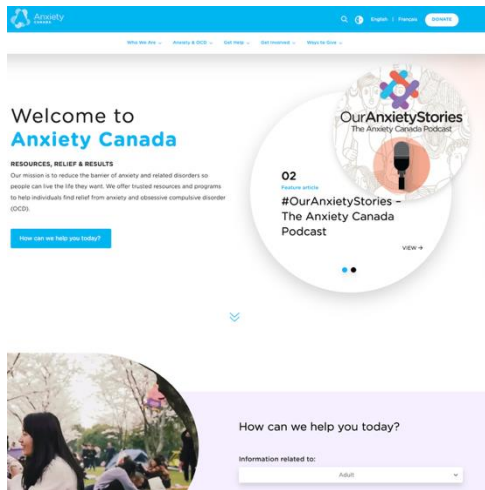 Anxiety
CANADA
English | Français
DONATE
Who We Are
Anxiety & OCD
Get Help
Get Involved
Ways to Give
Welcome to
Anxiety Canada
RESOURCES, RELIEF & RESULTS
Our mission is to reduce the barrier of anxiety and related disorders so
people can live the life they want. We offer trusted resources and programs
to help individuals find relief from anxiety and obsessive compulsive disorder
(OCD).
How can we help you today?
OurAnxietyStories
The Anxiety Canada Podcast
02
Feature article
#OurAnxietyStories –
The Anxiety Canada
Podcast
VIEW →
How can we help you today?
Information related to:
Adult